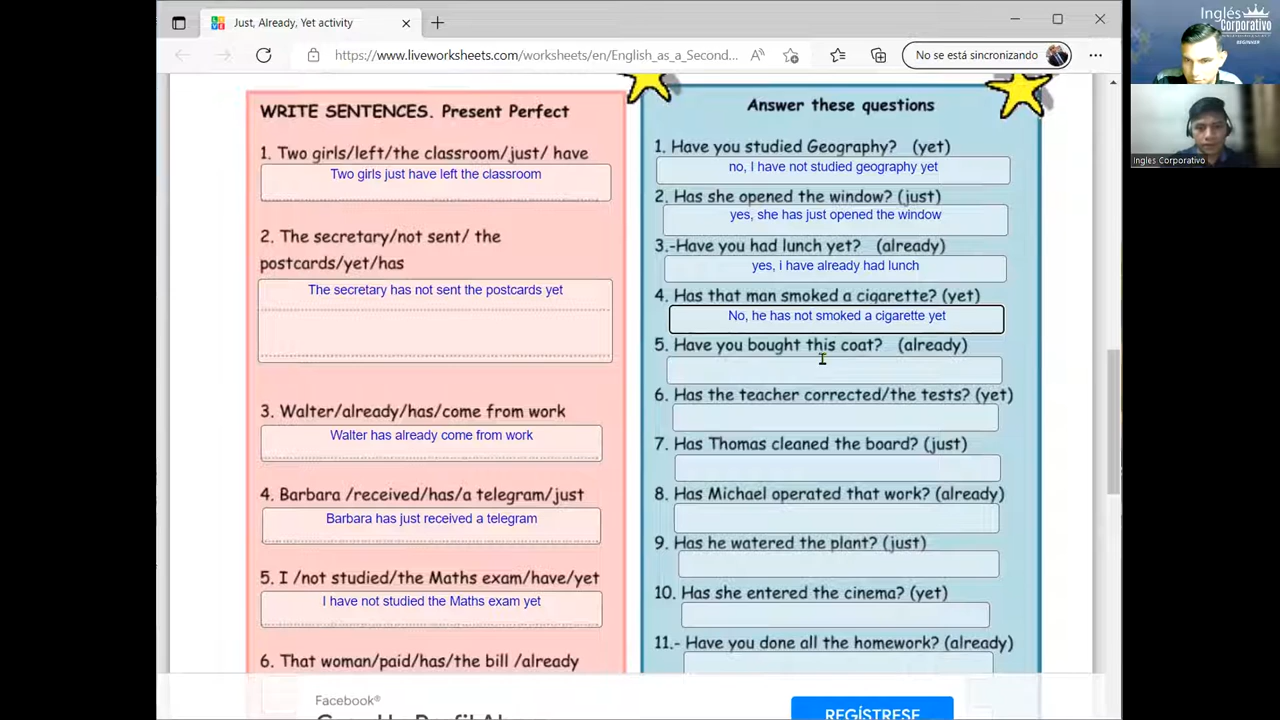 Just, Already, Yet activity
https://www.liveworksheets.com/worksheets/en/English_as_a_Second...
No se está sincronizando
Inglés
Corporativo
BEGINNER
Ingles Corporativo
WRITE SENTENCES. Present Perfect
1. Two girls/left/the classroom/just/ have
Two girls just have left the classroom
2. The secretary/not sent/ the
postcards/yet/has
The secretary has not sent the postcards yet
3. Walter/already/has/come from work
Walter has already come from work
4. Barbara /received/has/a telegram/just
Barbara has just received a telegram
5. I /not studied/the Maths exam/have/yet
I have not studied the Maths exam yet
6. That woman/paid/has/the bill /already
Answer these questions
1. Have you studied Geography? (yet)
no, I have not studied geography yet
2. Has she opened the window? (just)
yes, she has just opened the window
3.-Have you had lunch yet? (already)
yes, i have already had lunch
4. Has that man smoked a cigarette? (yet)
No, he has not smoked a cigarette yet
5. Have you bought this coat? (already)
6. Has the teacher corrected/the tests? (yet)
7. Has Thomas cleaned the board? (just)
8. Has Michael operated that work? (already)
9. Has he watered the plant? (just)
10. Has she entered the cinema? (yet)
11.- Have you done all the homework? (already)
Facebook®
REGÍSTRESE